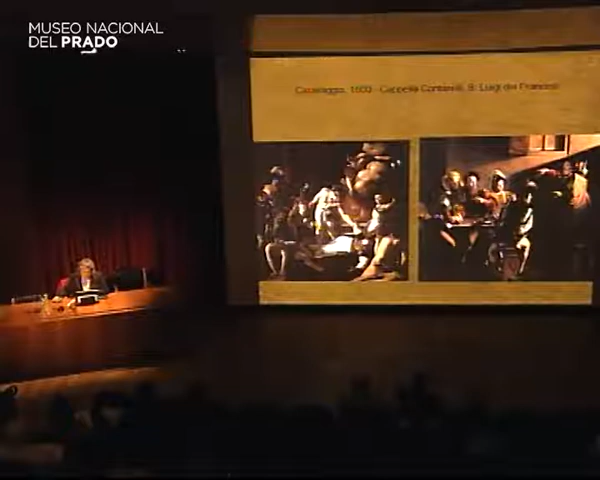 MUSEO NACIONAL
DEL PRADO
Caravaggio, 1600 - Cappella Contarelli, S. Luigi dei Francesi